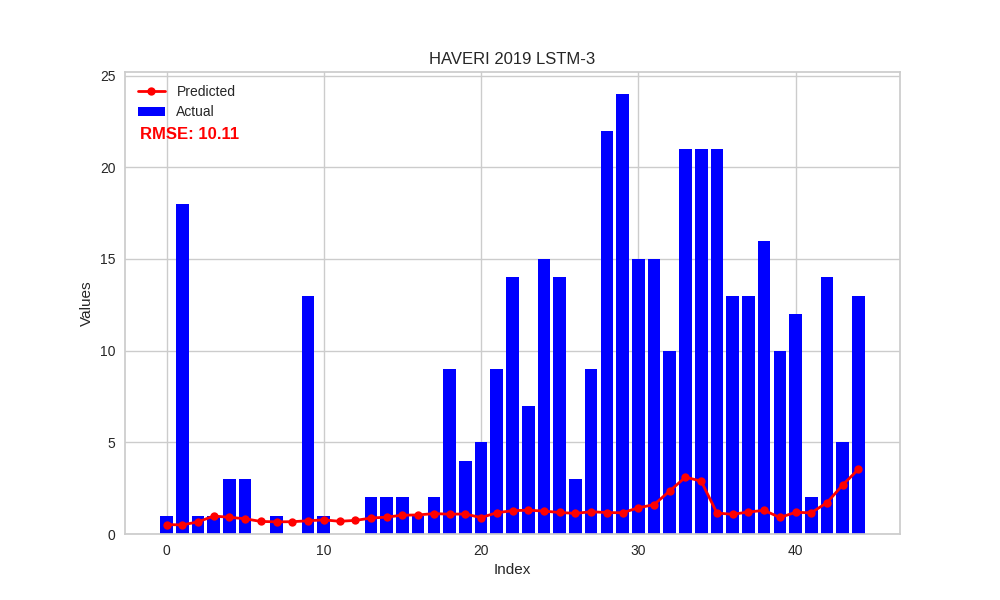 HAVERI 2019 LSTM-3
25
20
15
10
5
0
Values
Predicted
Actual
RMSE: 10.11
0 10 20 30 40
Index